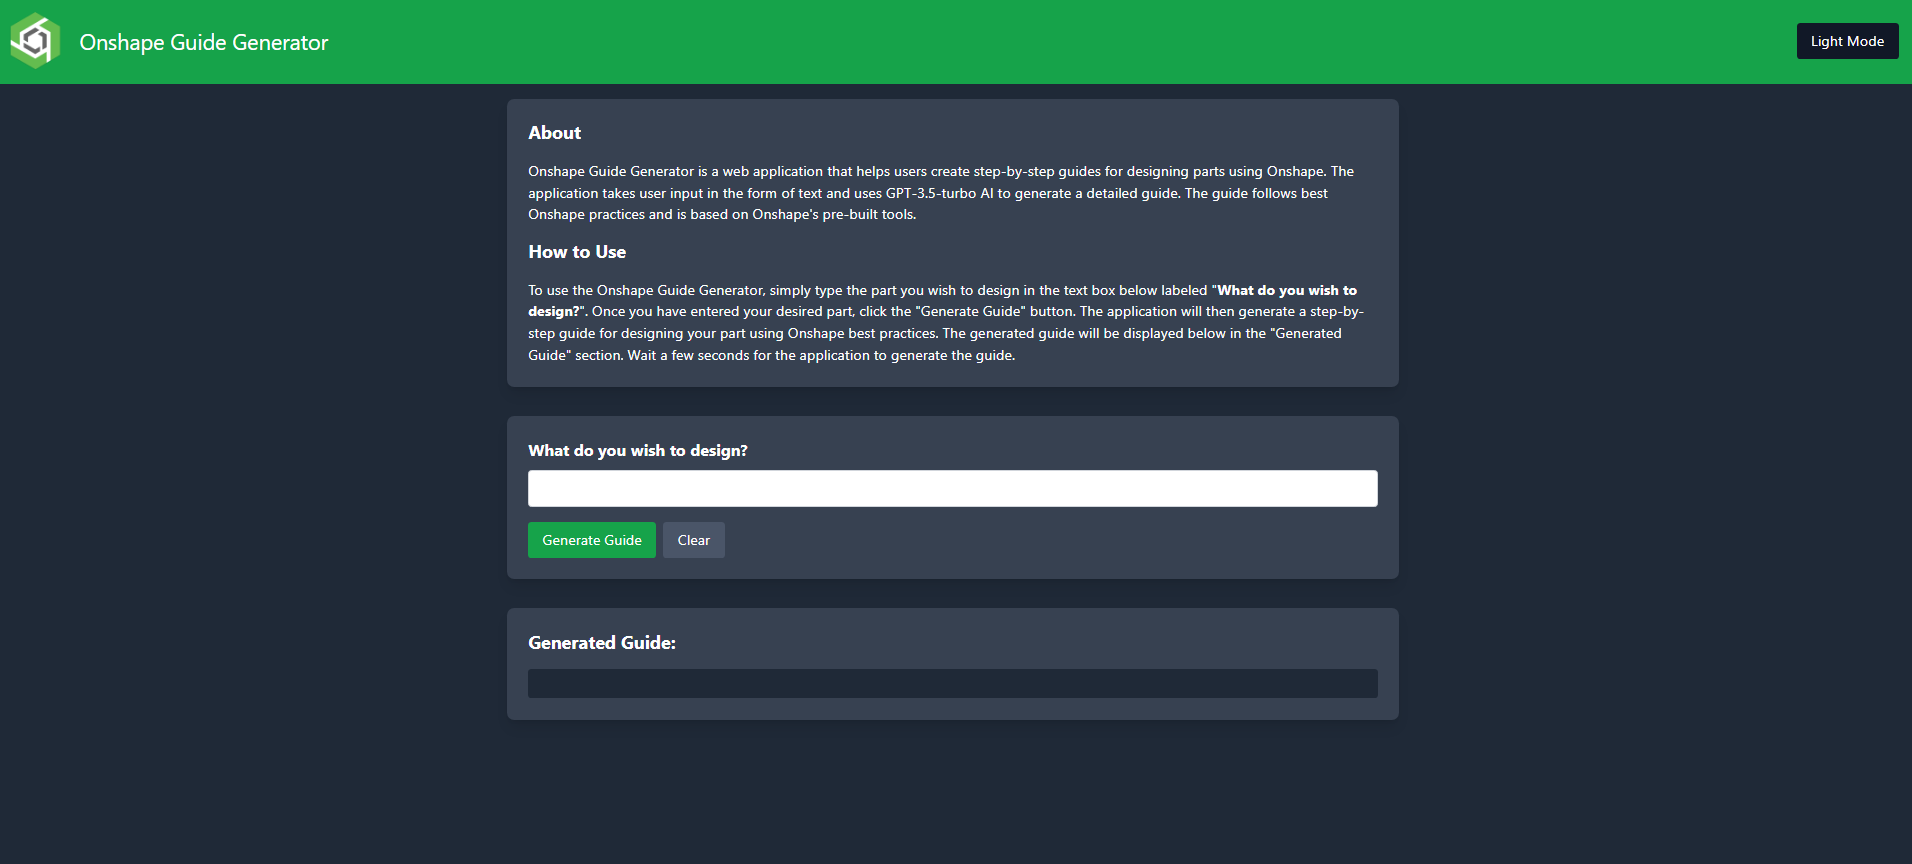 Onshape Guide Generator
Light Mode
About
Onshape Guide Generator is a web application that helps users create step-by-step guides for designing parts using Onshape. The
application takes user input in the form of text and uses GPT-3.5-turbo AI to generate a detailed guide. The guide follows best
Onshape practices and is based on Onshape's pre-built tools.
How to Use
To use the Onshape Guide Generator, simply type the part you wish to design in the text box below labeled "What do you wish to
design?". Once you have entered your desired part, click the "Generate Guide" button. The application will then generate a step-by-
step guide for designing your part using Onshape best practices. The generated guide will be displayed below in the "Generated
Guide" section. Wait a few seconds for the application to generate the guide.
What do you wish to design?
Generate Guide
Clear
Generated Guide: